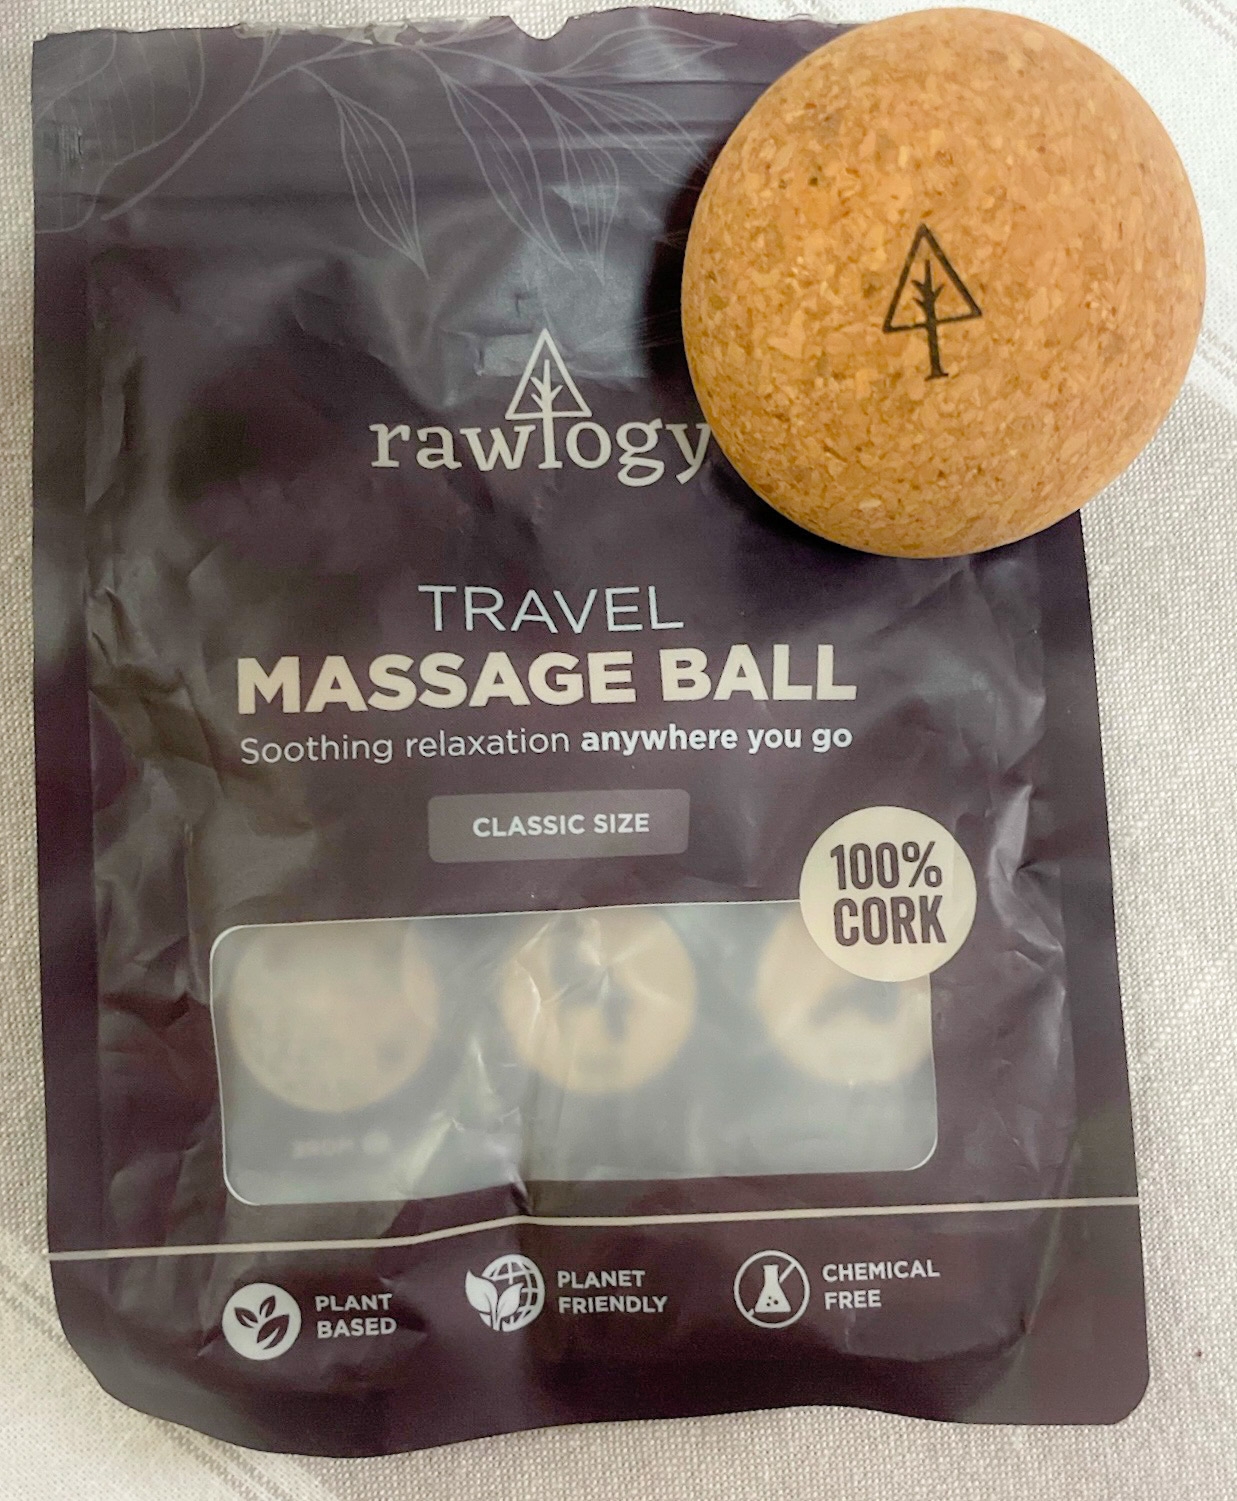 rawlogy
TRAVEL
MASSAGE BALL
Soothing relaxation anywhere you go
CLASSIC SIZE
100%
CORK
PLANT
BASED
PLANET
FRIENDLY
CHEMICAL
FREE